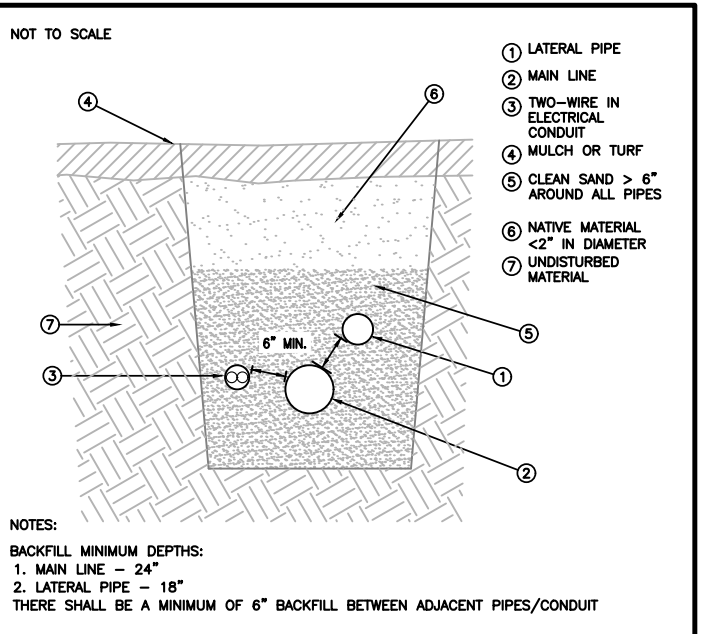 NOT TO SCALE
① LATERAL PIPE
② MAIN LINE
③ TWO-WIRE IN
ELECTRICAL
CONDUIT
④ MULCH OR TURF
⑤ CLEAN SAND > 6"
AROUND ALL PIPES
⑥ NATIVE MATERIAL
<2" IN DIAMETER
⑦ UNDISTURBED
MATERIAL
④
⑥
⑦
6" MIN.
⑤
③
①
②
NOTES:
BACKFILL MINIMUM DEPTHS:
1. MAIN LINE – 24"
2. LATERAL PIPE – 18"
THERE SHALL BE A MINIMUM OF 6" BACKFILL BETWEEN ADJACENT PIPES/CONDUIT